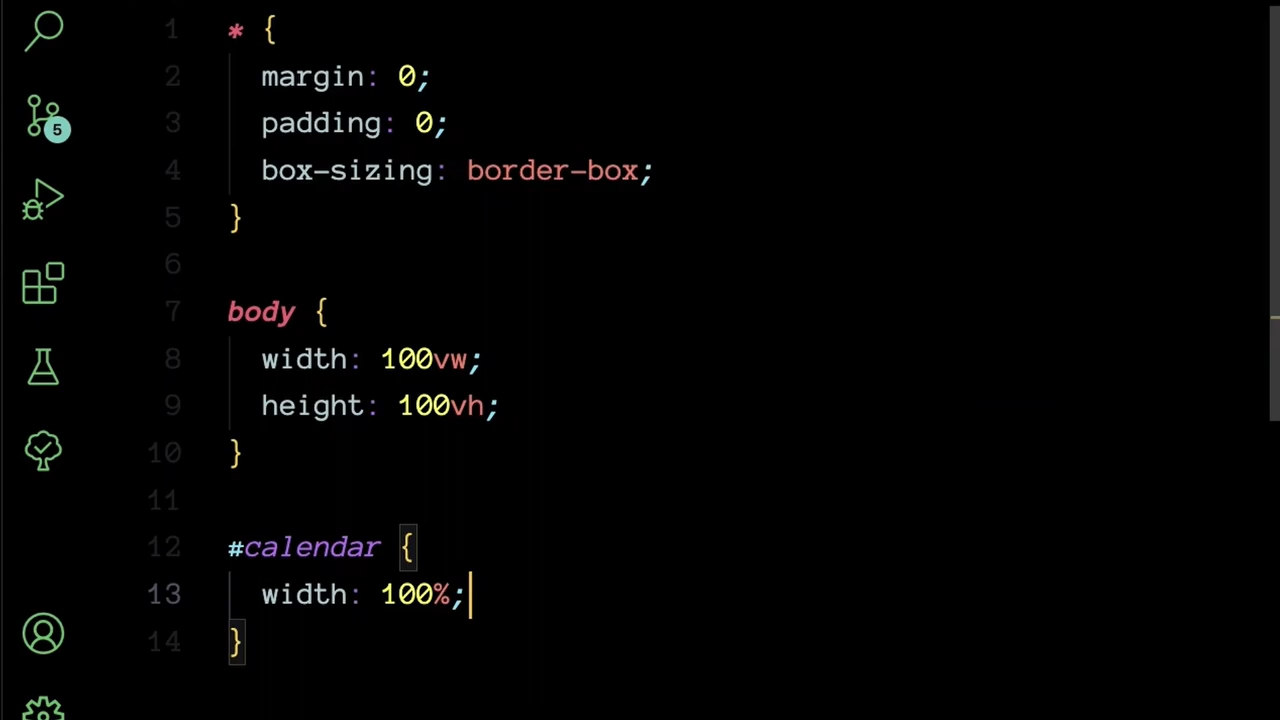 1 * {
2 margin: 0;
3 padding: 0;
4 box-sizing: border-box;
5 }
6
7 body {
8 width: 100vw;
9 height: 100vh;
10 }
11
12 #calendar {
13 width: 100%;
14 }
5